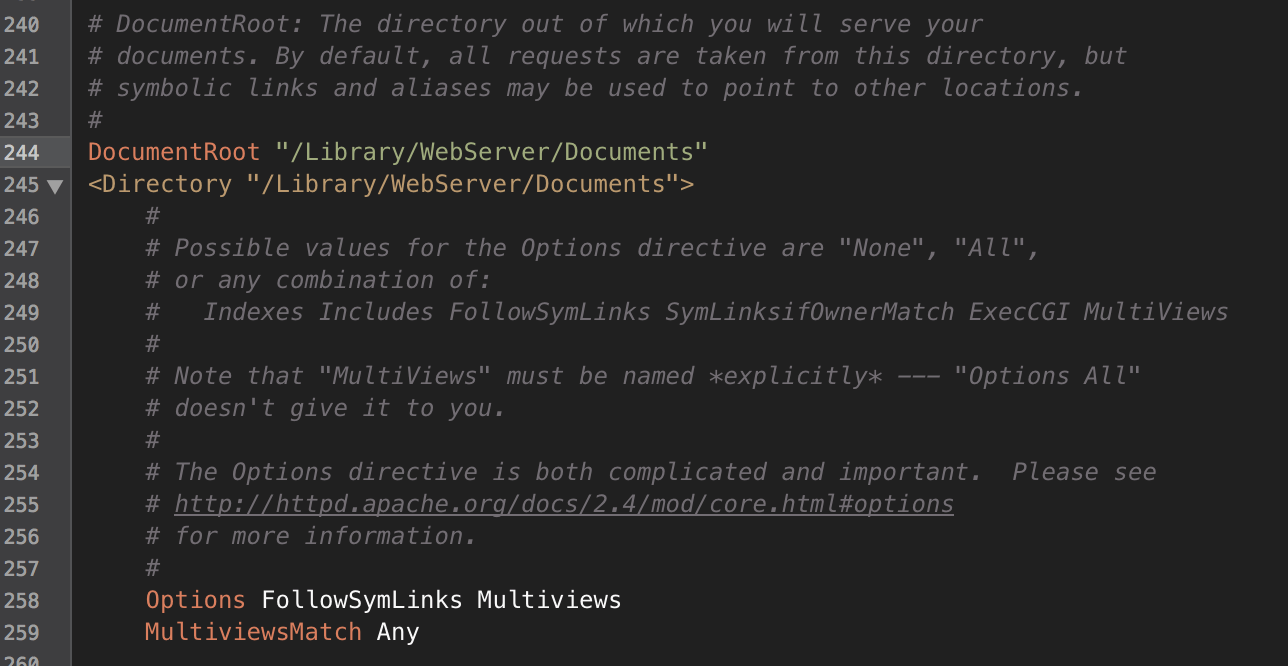 240 # DocumentRoot: The directory out of which you will serve your
241 # documents. By default, all requests are taken from this directory, but
242 # symbolic links and aliases may be used to point to other locations.
243 #
244 DocumentRoot "/Library/WebServer/Documents"
245 <Directory "/Library/WebServer/Documents">
246 #
247 # Possible values for the Options directive are "None", "All",
248 # or any combination of:
249 #   Indexes Includes FollowSymLinks SymLinksifOwnerMatch ExecCGI MultiViews
250 #
251 # Note that "MultiViews" must be named *explicitly* --- "Options All"
252 # doesn't give it to you.
253 #
254 # The Options directive is both complicated and important.  Please see
255 # http://httpd.apache.org/docs/2.4/mod/core.html#options
256 # for more information.
257 #
258 Options FollowSymLinks Multiviews
259 MultiviewsMatch Any
260